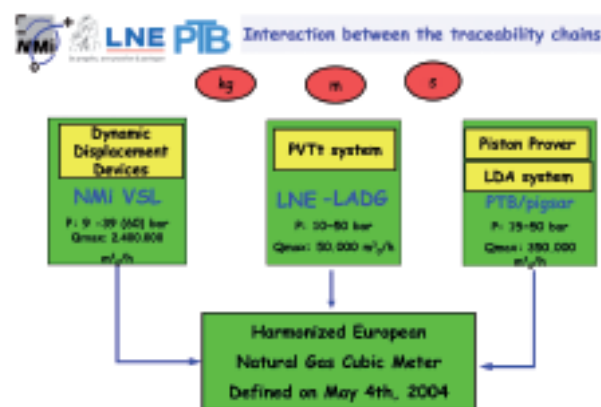 NMi LNE PTB Interaction between the traceability chains
kg m s
Dynamic
Displacement
Devices
NMi VSL
P: 9 -39 (60) bar
Qmax: 2,400,000
m³/h
PVTt system
LNE -LADG
P: 10-50 bar
Qmax: 50,000 m³/h
Piston Prover
LDA system
PTB/pigsar
P: 15-50 bar
Qmax: 350,000
m³/h
Harmonized European
Natural Gas Cubic Meter
Defined on May 4th, 2004